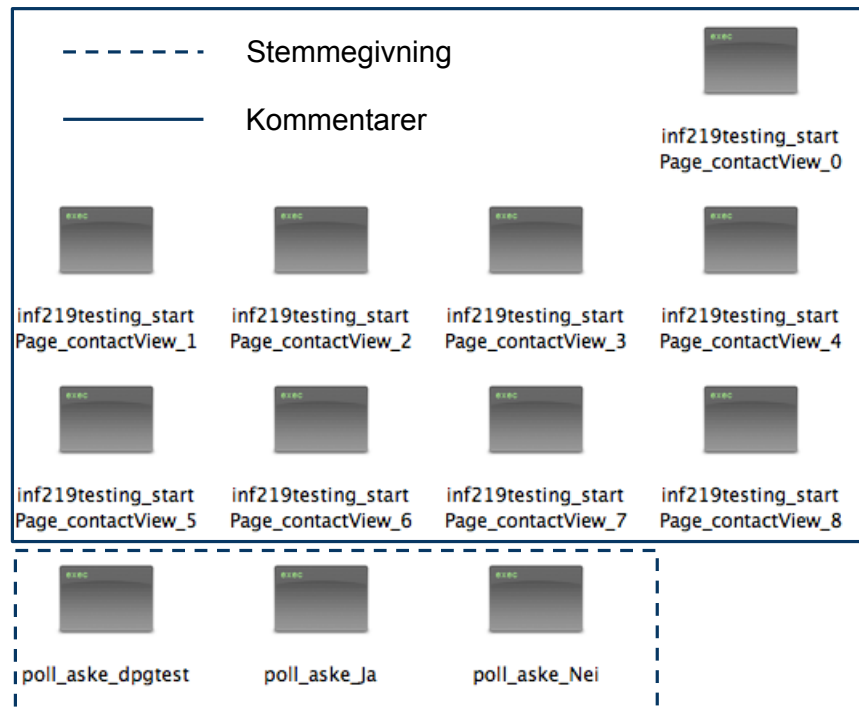 Stemmegivning
Kommentarer
exec
inf219testing_start
Page_contactView_0
exec
inf219testing_start
Page_contactView_1
exec
inf219testing_start
Page_contactView_2
exec
inf219testing_start
Page_contactView_3
exec
inf219testing_start
Page_contactView_4
exec
inf219testing_start
Page_contactView_5
exec
inf219testing_start
Page_contactView_6
exec
inf219testing_start
Page_contactView_7
exec
inf219testing_start
Page_contactView_8
exec
poll_aske_dpgtest
exec
poll_aske_Ja
exec
poll_aske_Nei